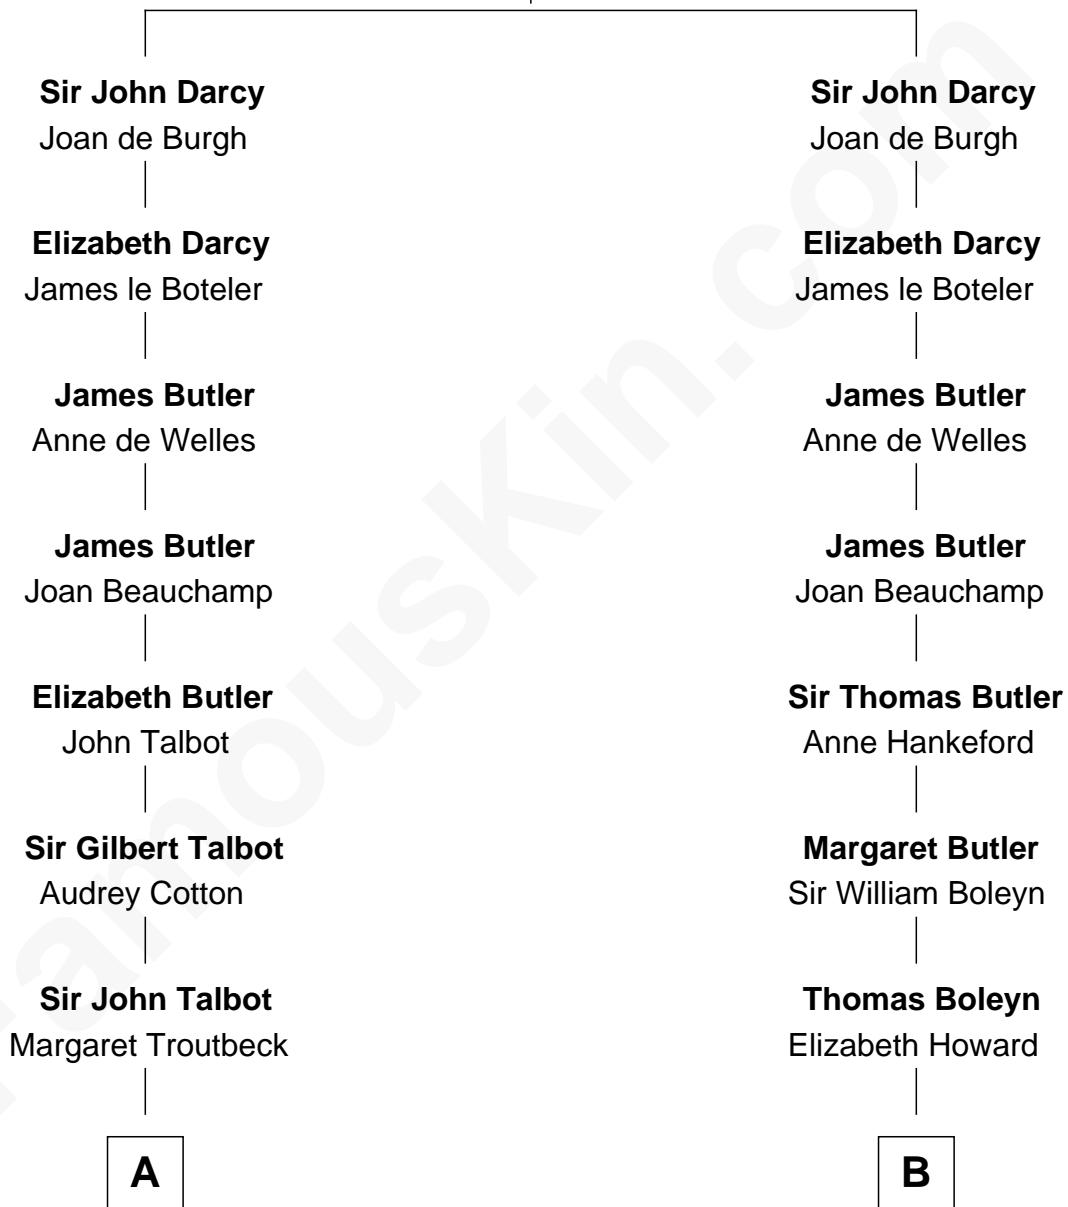 Sir John Darcy
Joan de Burgh
Elizabeth Darcy
James le Boteler
James Butler
Anne de Welles
James Butler
Joan Beauchamp
Elizabeth Butler
John Talbot
Sir Gilbert Talbot
Audrey Cotton
Sir John Talbot
Margaret Troutbeck
A
Sir John Darcy
Joan de Burgh
Elizabeth Darcy
James le Boteler
James Butler
Anne de Welles
James Butler
Joan Beauchamp
Sir Thomas Butler
Anne Hankeford
Margaret Butler
Sir William Boleyn
Thomas Boleyn
Elizabeth Howard
B
FamousKin.com